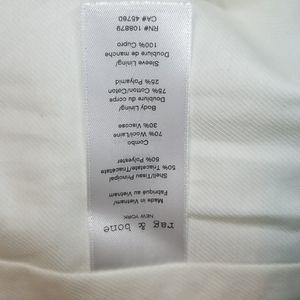 rag & bone
NEW YORK
Made in Vietnam/
Fabriqué au Vietnam
Shell/Tissu Principal
50% Triacetate/Triacétate
50% Polyester
Combo
70% Wool/Laine
30% Viscose
Body Lining/
Doublure de corps
75% Cotton/Coton
25% Polyamid
Sleeve Lining/
Doublure de manche
100% Cupro
RN# 108879
CA# 45760